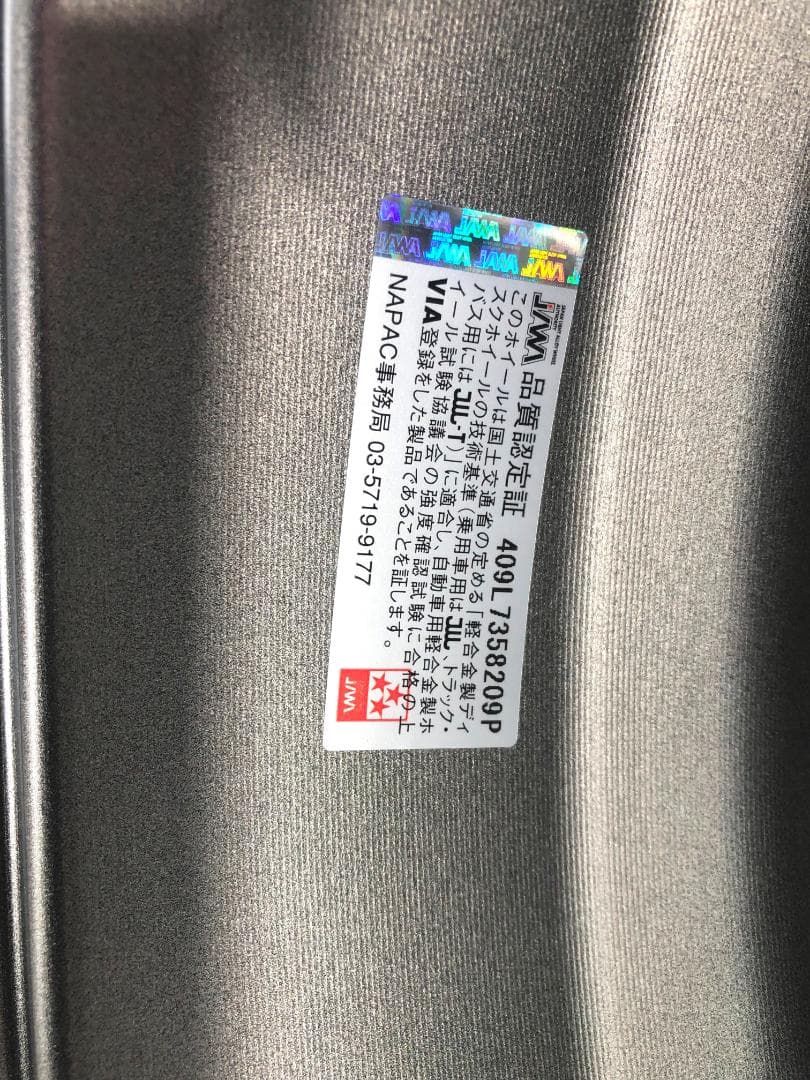 JAWA 品質認定証 409L 7358209P
このホイールは国土交通省の定める「軽合金製ディ
スクホイールの技術基準（乗用車用はJWL、トラック・
バス用にはJWL-T）」に適合し、自動車用軽合金製ホ
イール試験協議会の強度確認試験に合格の上
VIA登録をした製品であることを証します。
NAPAC事務局 03-5719-9177
JAWA